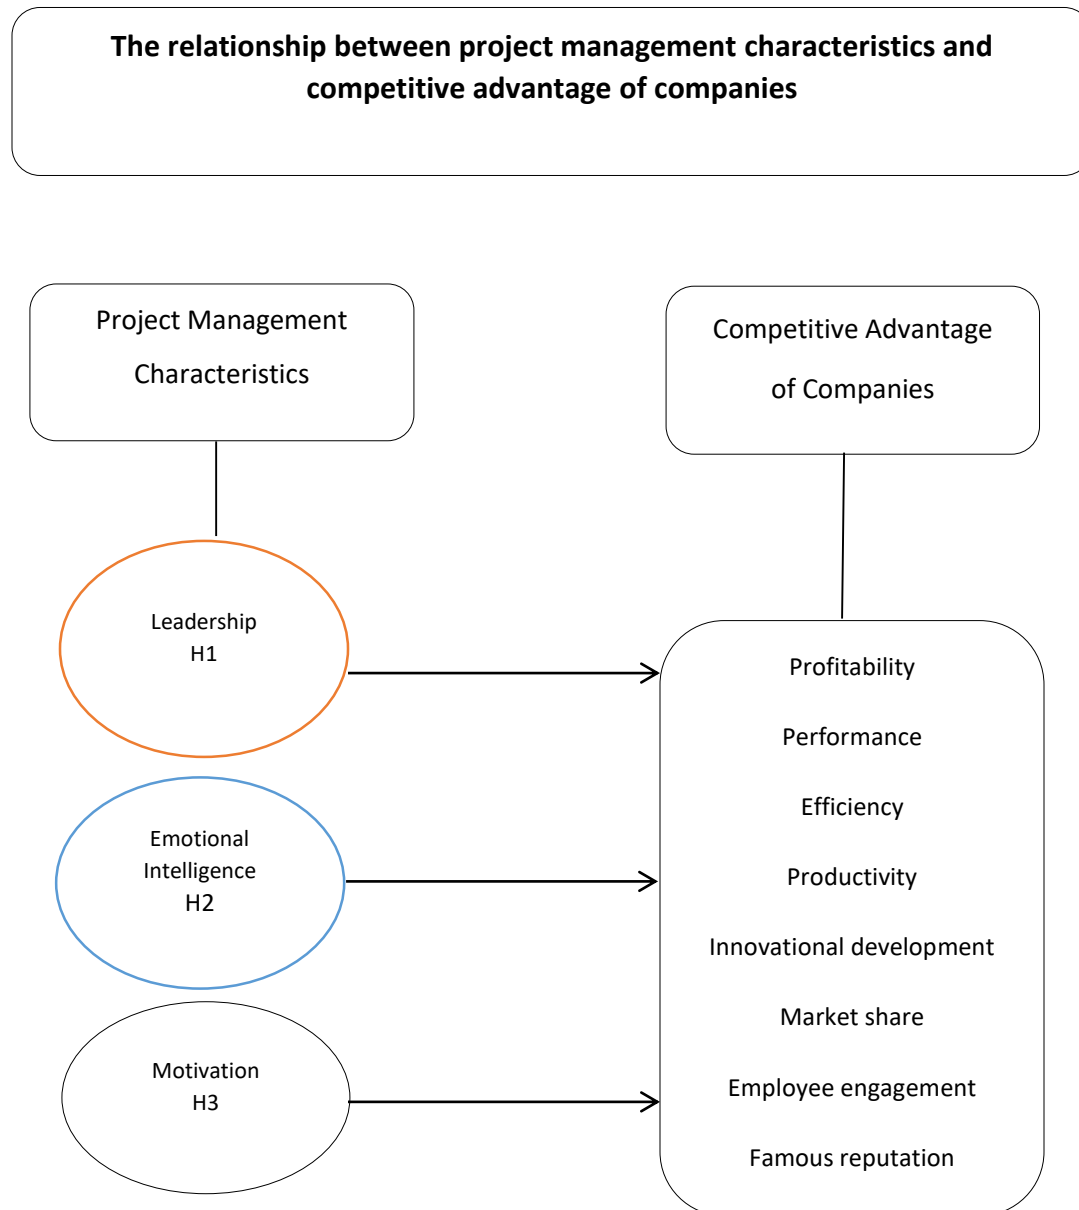 The relationship between project management characteristics and
competitive advantage of companies
Project Management
Characteristics
Competitive Advantage
of Companies
Leadership
H1
Emotional
Intelligence
H2
Motivation
H3
Profitability
Performance
Efficiency
Productivity
Innovational development
Market share
Employee engagement
Famous reputation